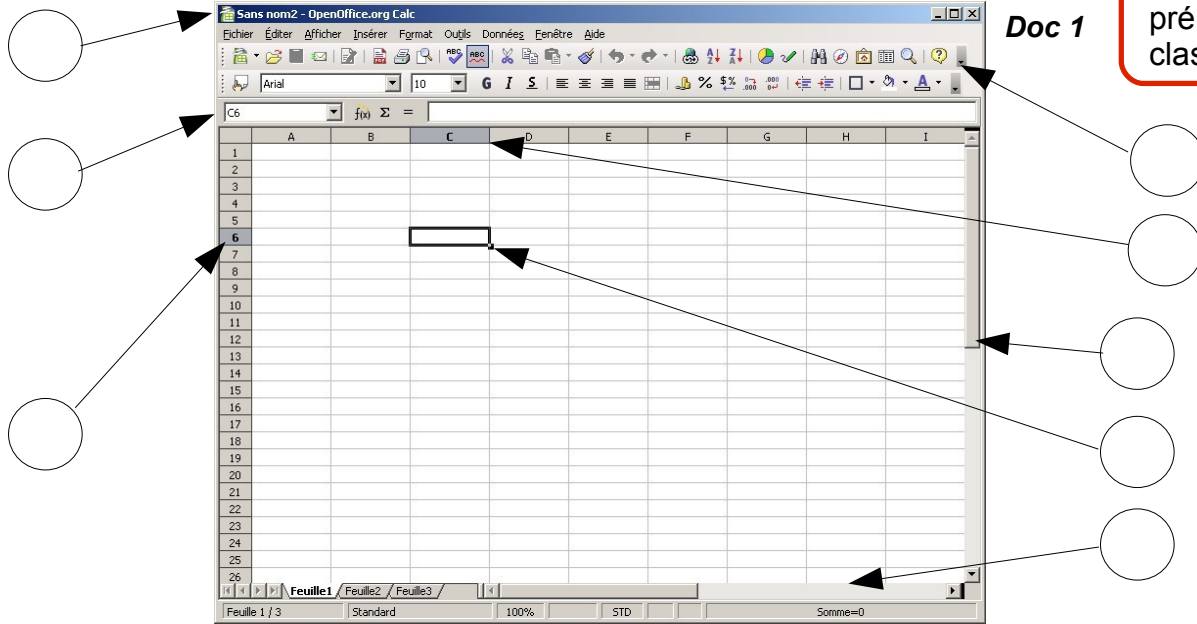 Sans nom2 - OpenOffice.org Calc
Doc 1
pré
clas
Fichier Éditer Afficher Insérer Format Outils Données Fenêtre Aide
ABC ABC
Arial 10 G I S
C6 f(x) Σ =
A B C D E F G H I
1
2
3
4
5
6
7
8
9
10
11
12
13
14
15
16
17
18
19
20
21
22
23
24
25
26
Feuille1 Feuille2 Feuille3
Feuille 1 / 3 Standard 100% STD Somme=0